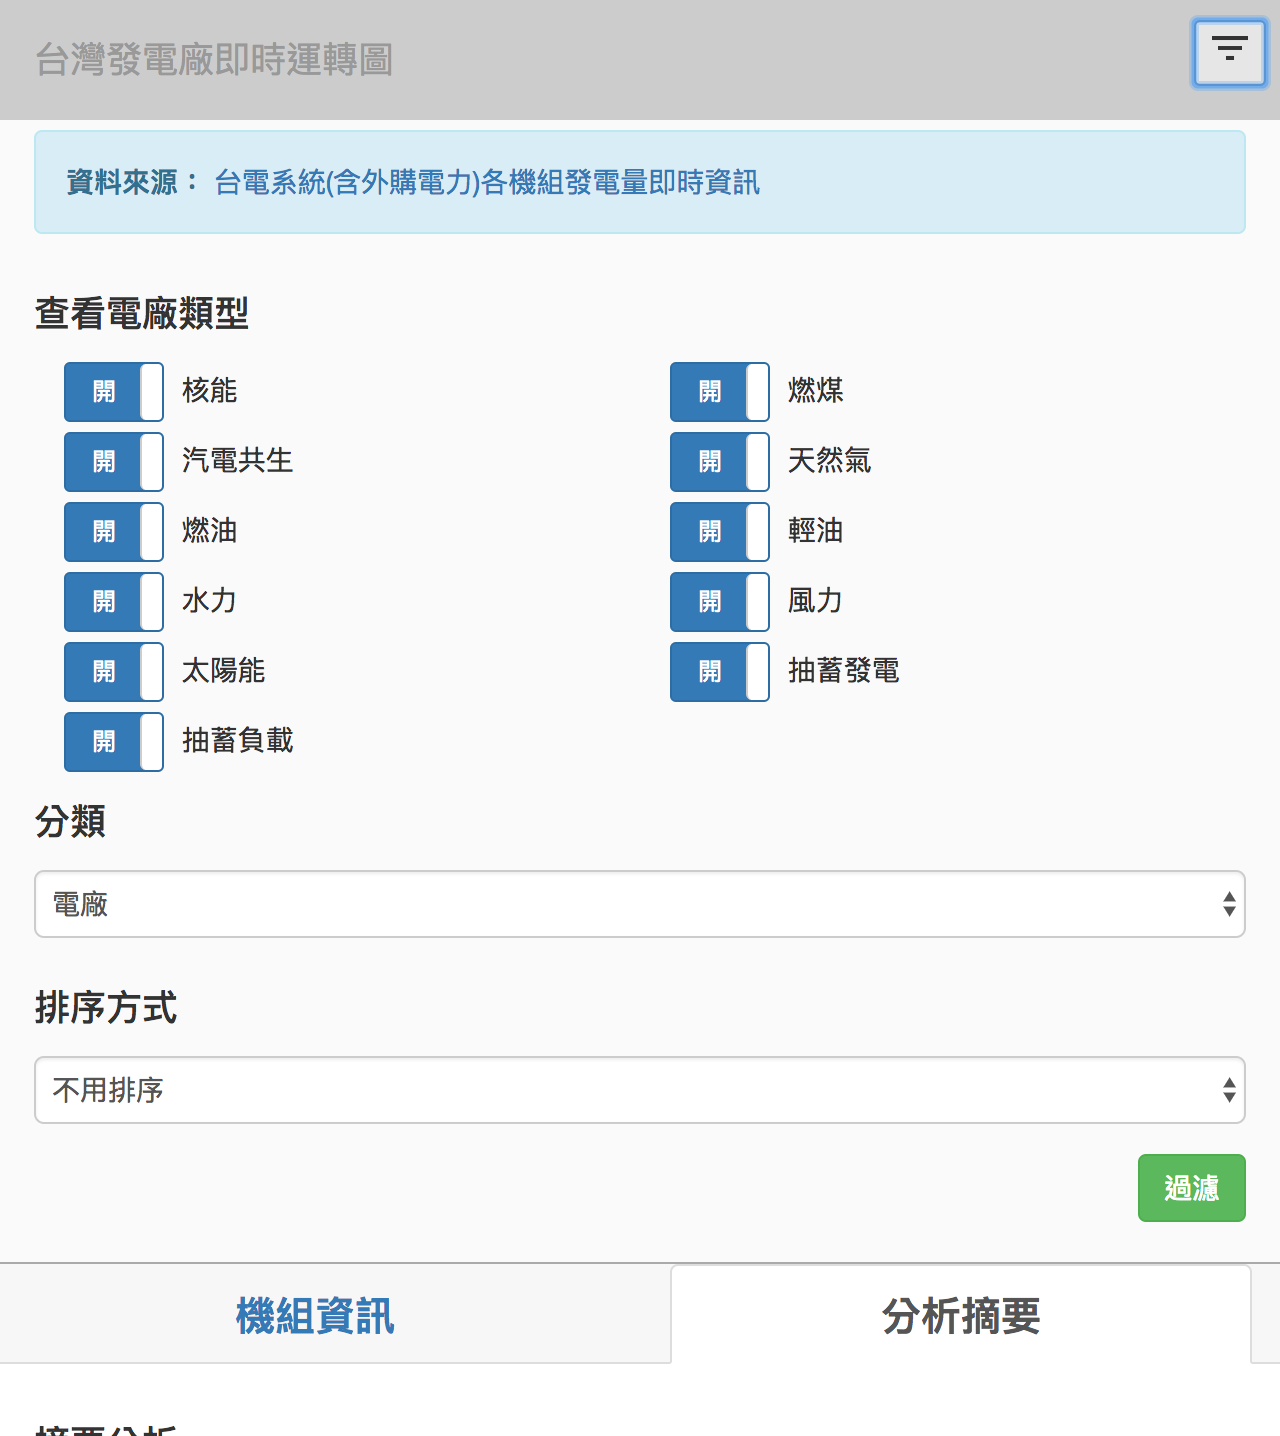 台灣發電廠即時運轉圖
資料來源： 台電系統(含外購電力)各機組發電量即時資訊
查看電廠類型
開 核能
開 燃煤
開 汽電共生
開 天然氣
開 燃油
開 輕油
開 水力
開 風力
開 太陽能
開 抽蓄發電
開 抽蓄負載
分類
電廠
排序方式
不用排序
過濾
機組資訊
分析摘要
摘要分析